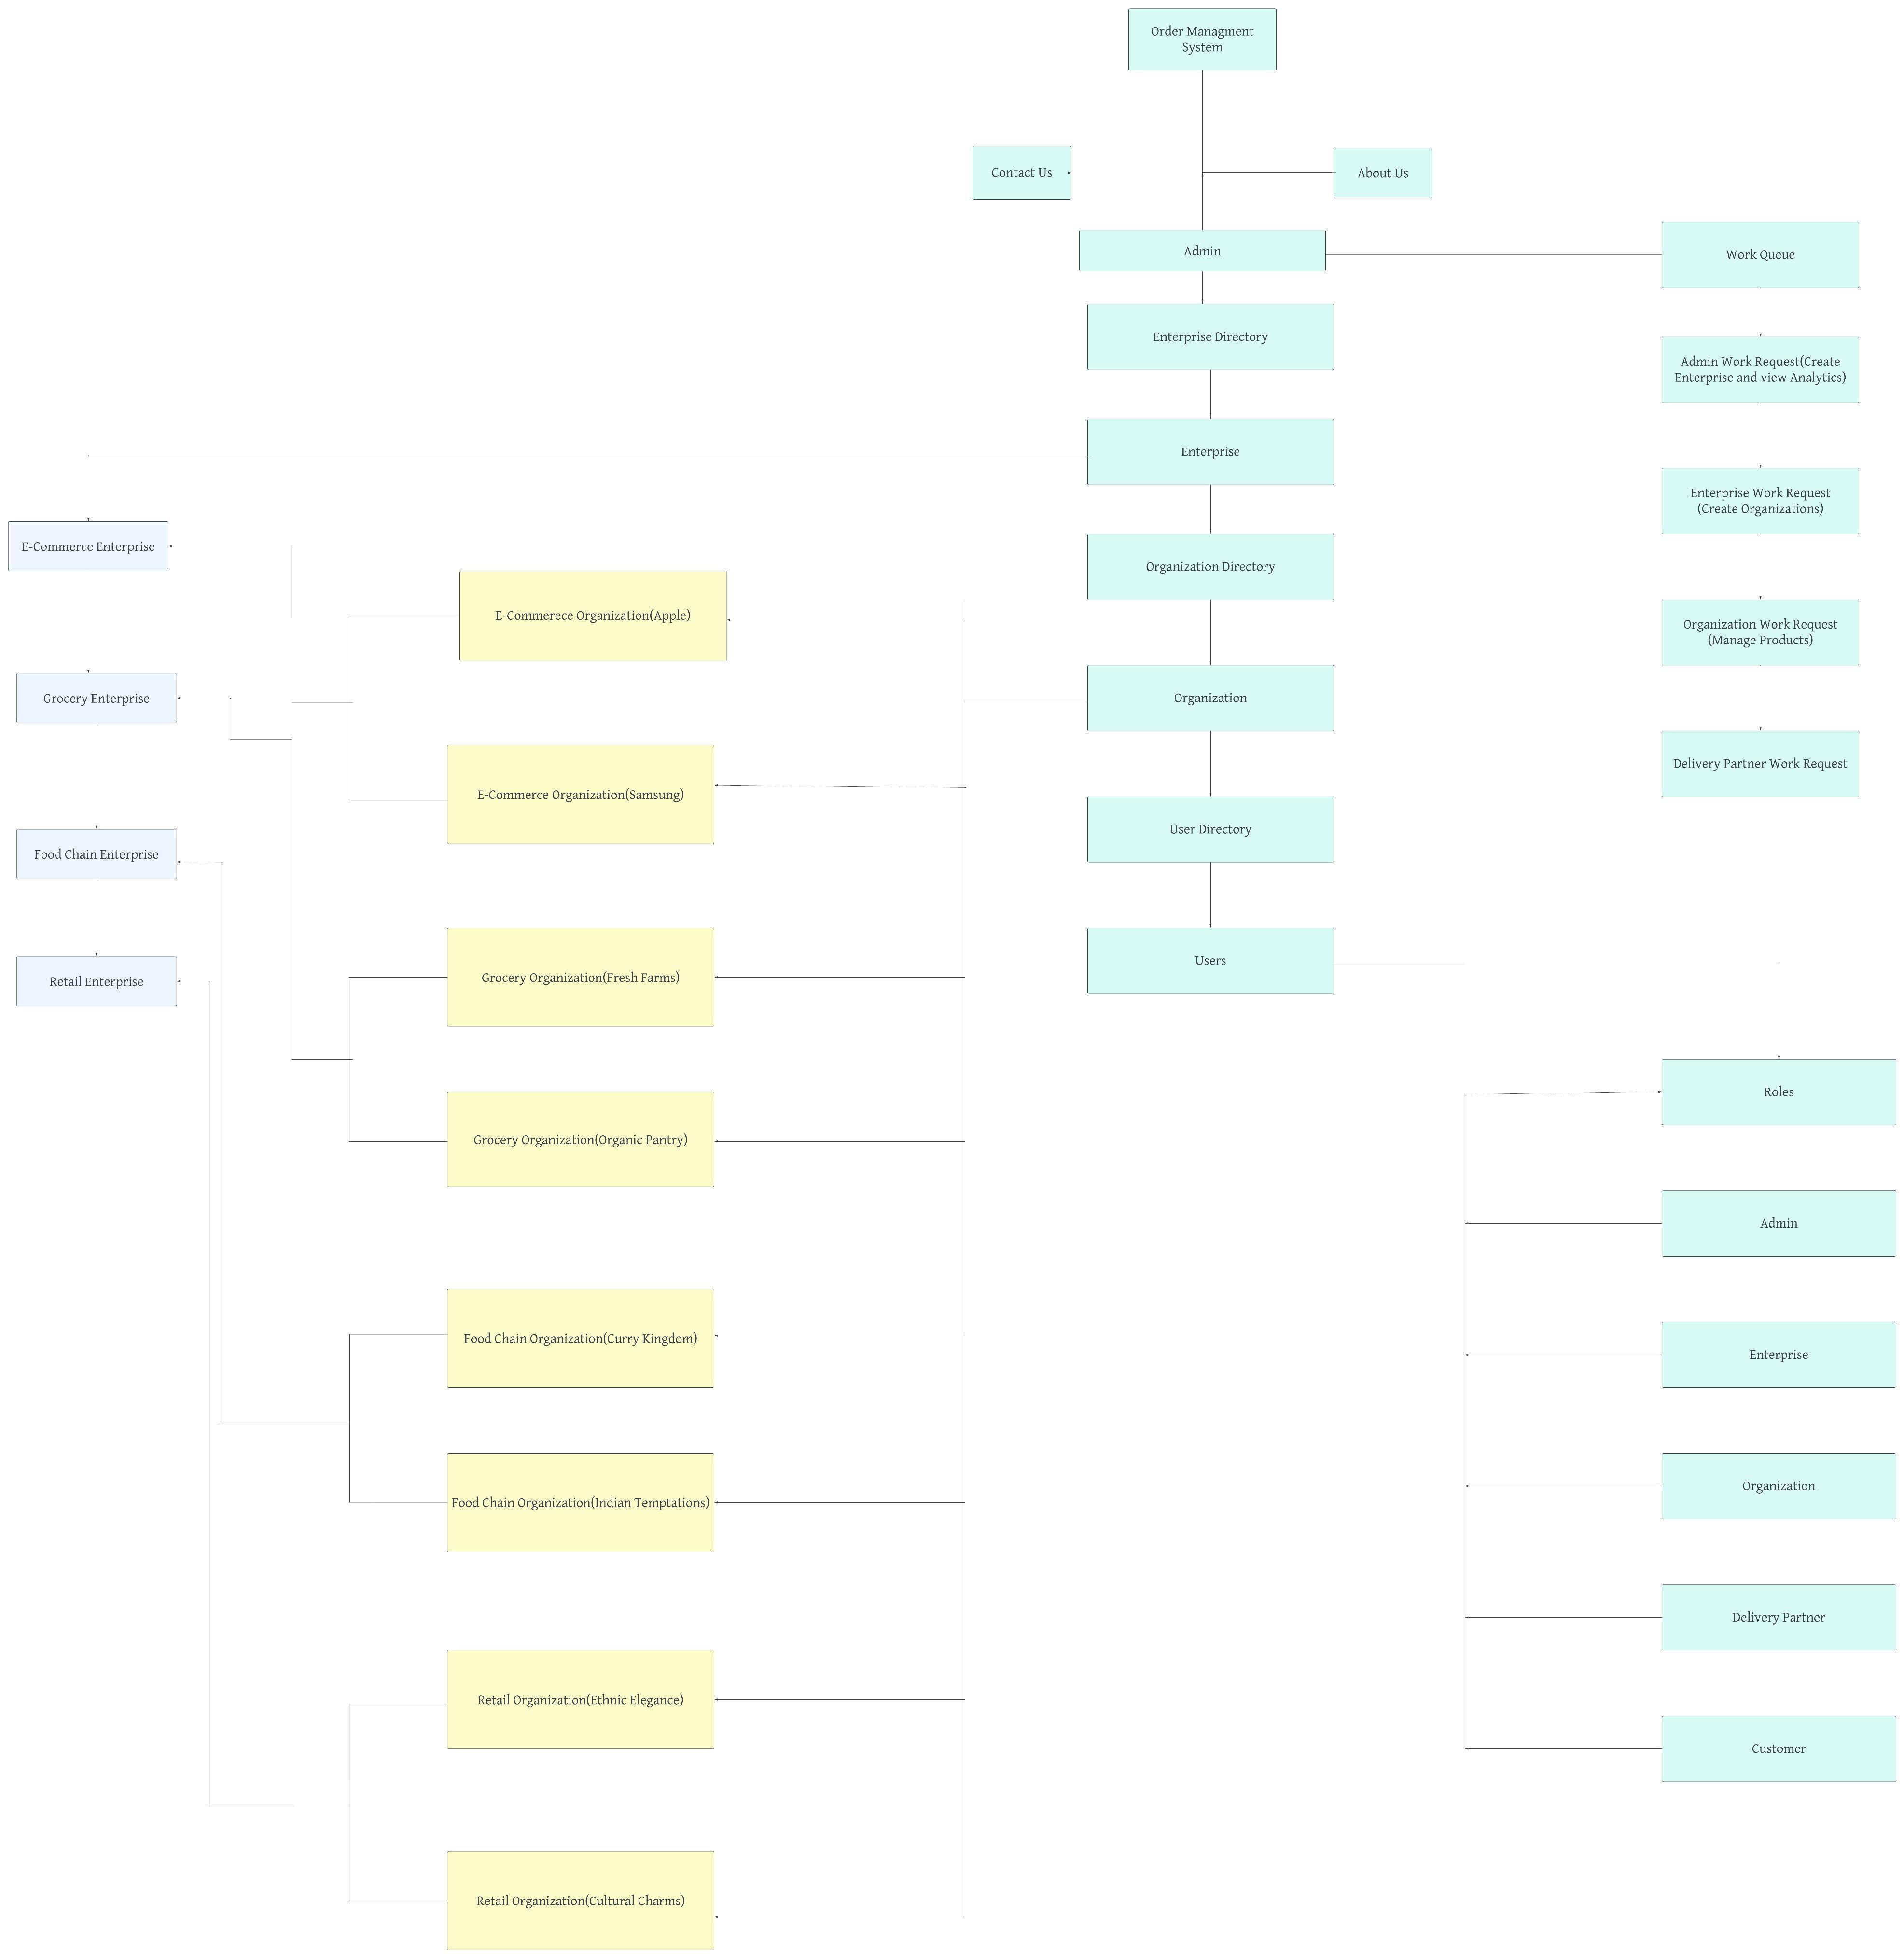 Order Managment
System
Contact Us
About Us
Admin
Work Queue
Enterprise Directory
Admin Work Request(Create
Enterprise and view Analytics)
Enterprise
Enterprise Work Request
(Create Organizations)
E-Commerce Enterprise
Organization Directory
E-Commerece Organization(Apple)
Organization Work Request
(Manage Products)
Grocery Enterprise
Organization
Delivery Partner Work Request
E-Commerce Organization(Samsung)
User Directory
Food Chain Enterprise
Users
Grocery Organization(Fresh Farms)
Retail Enterprise
Roles
Grocery Organization(Organic Pantry)
Admin
Food Chain Organization(Curry Kingdom)
Enterprise
Organization
Food Chain Organization(Indian Temptations)
Delivery Partner
Retail Organization(Ethnic Elegance)
Customer
Retail Organization(Cultural Charms)